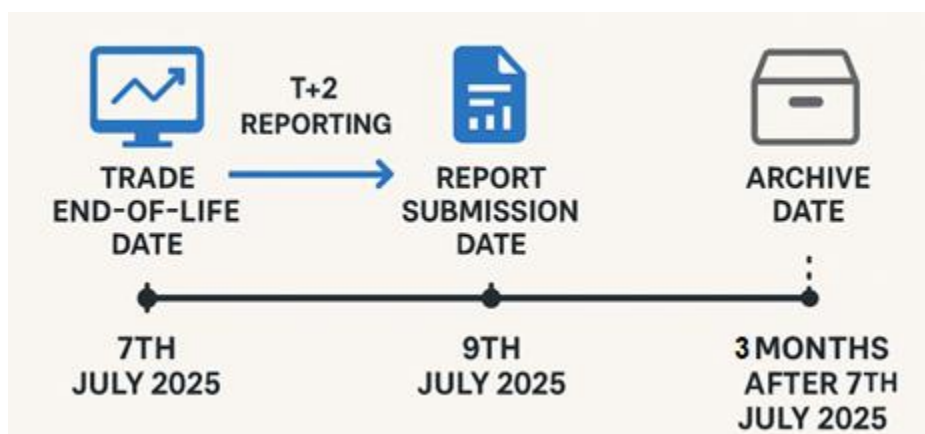 T+2
REPORTING
TRADE
END-OF-LIFE
DATE
REPORT
SUBMISSION
DATE
ARCHIVE
DATE
7TH
JULY 2025
9TH
JULY 2025
3 MONTHS
AFTER 7TH
JULY 2025